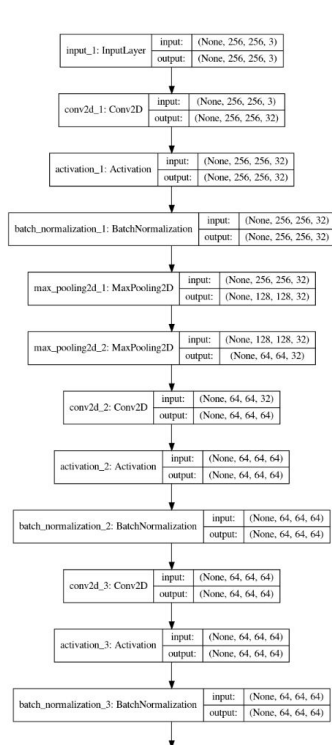 input_1: InputLayer input: (None, 256, 256, 3)
output: (None, 256, 256, 3)
conv2d_1: Conv2D input: (None, 256, 256, 3)
output: (None, 256, 256, 32)
activation_1: Activation input: (None, 256, 256, 32)
output: (None, 256, 256, 32)
batch_normalization_1: BatchNormalization input: (None, 256, 256, 32)
output: (None, 256, 256, 32)
max_pooling2d_1: MaxPooling2D input: (None, 256, 256, 32)
output: (None, 128, 128, 32)
max_pooling2d_2: MaxPooling2D input: (None, 128, 128, 32)
output: (None, 64, 64, 32)
conv2d_2: Conv2D input: (None, 64, 64, 32)
output: (None, 64, 64, 64)
activation_2: Activation input: (None, 64, 64, 64)
output: (None, 64, 64, 64)
batch_normalization_2: BatchNormalization input: (None, 64, 64, 64)
output: (None, 64, 64, 64)
conv2d_3: Conv2D input: (None, 64, 64, 64)
output: (None, 64, 64, 64)
activation_3: Activation input: (None, 64, 64, 64)
output: (None, 64, 64, 64)
batch_normalization_3: BatchNormalization input: (None, 64, 64, 64)
output: (None, 64, 64, 64)